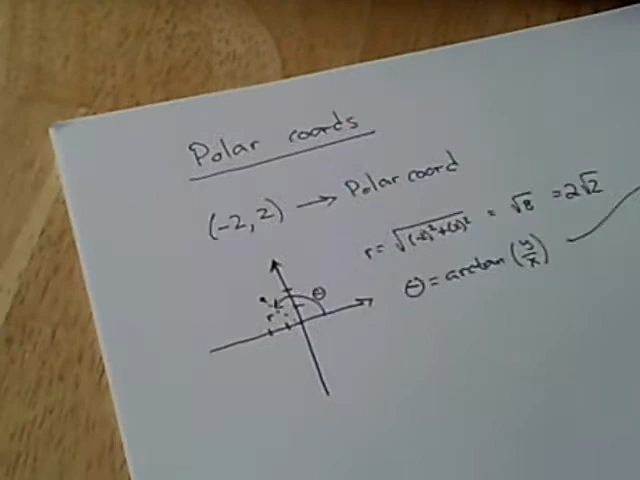 Polar coords
(-2, 2) → Polar coord
r = √((-2)²+(2)²) = √8 = 2√2
θ = arctan(y/x)
θ
r